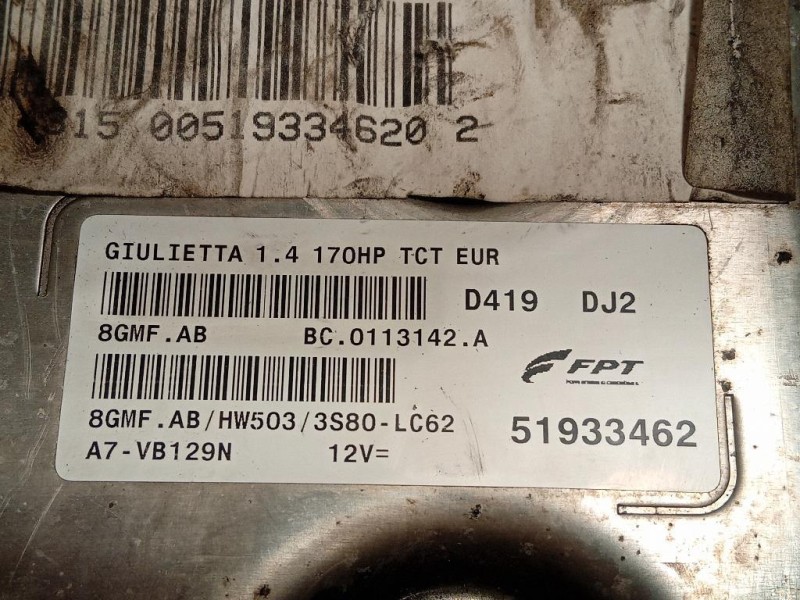 915 00519334620 2
GIULIETTA 1.4 170HP TCT EUR
D419 DJ2
8GMF.AB BC.0113142.A
FPT
8GMF.AB/HW503/3S80-LC62
51933462
A7-VB129N 12V=